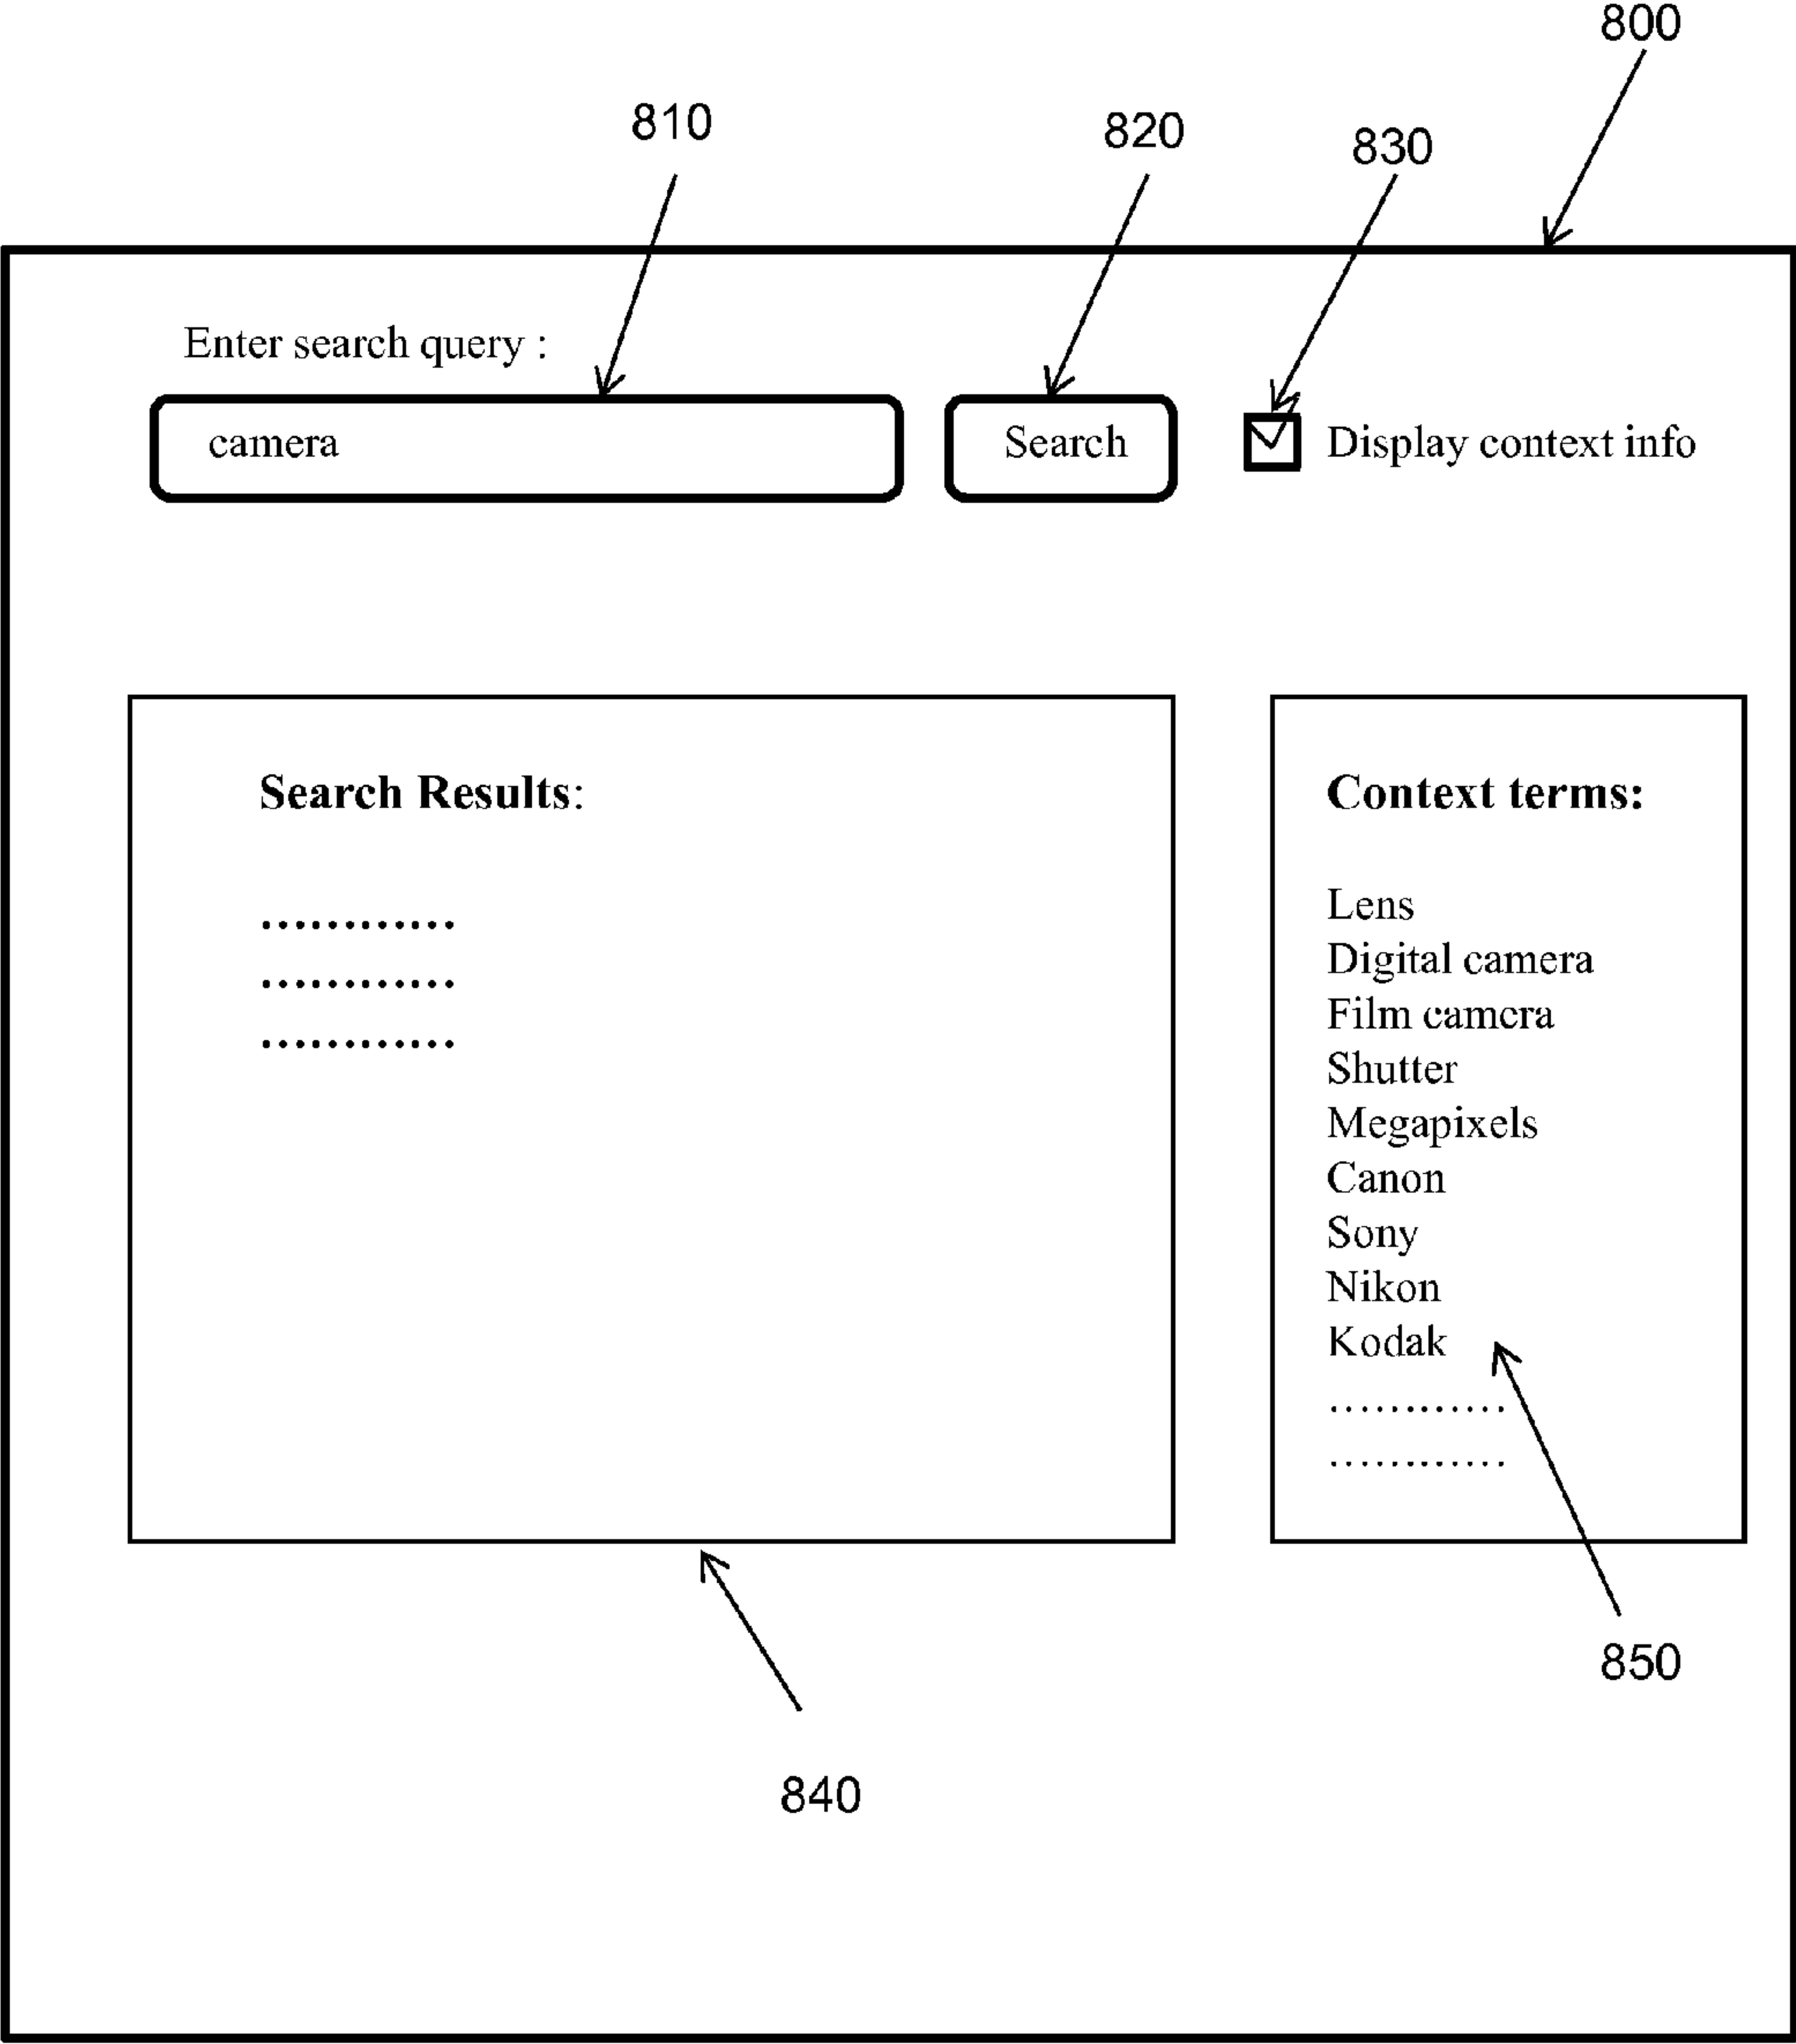 800
810
820
830
Enter search query :
camera
Search
Display context info
Search Results:
............
............
............
Context terms:
Lens
Digital camera
Film camera
Shutter
Megapixels
Canon
Sony
Nikon
Kodak
............
............
850
840